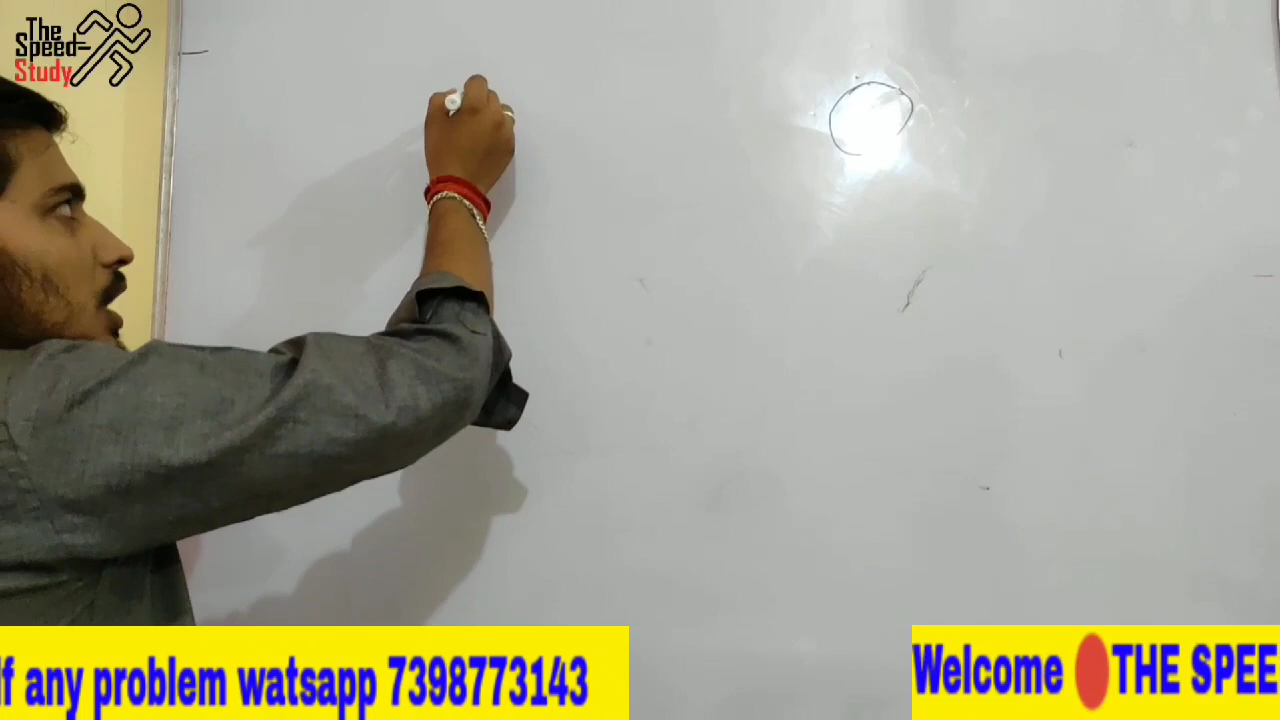 The
Speed
Study
If any problem watsapp 7398773143
Welcome THE SPEE